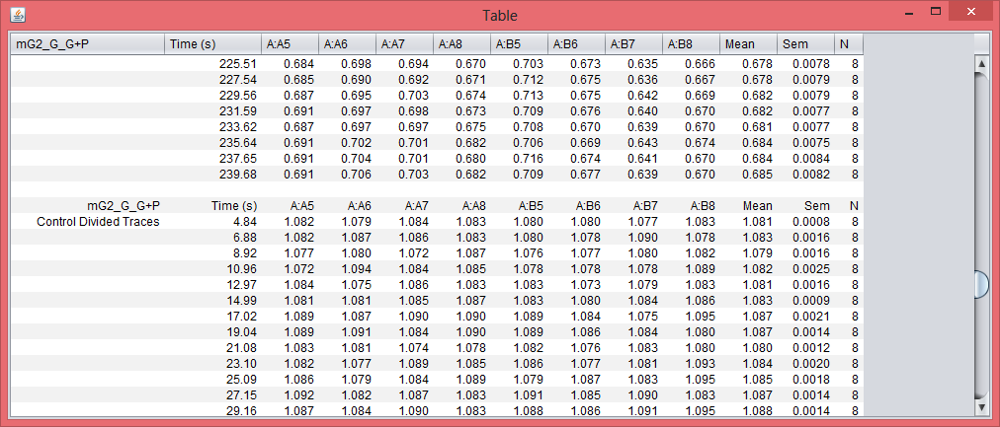 Table
mG2_G_G+P Time (s) A:A5 A:A6 A:A7 A:A8 A:B5 A:B6 A:B7 A:B8 Mean Sem N
225.51 0.684 0.698 0.694 0.670 0.703 0.673 0.635 0.666 0.678 0.0078 8
227.54 0.685 0.690 0.692 0.671 0.712 0.675 0.636 0.667 0.678 0.0079 8
229.56 0.687 0.695 0.703 0.674 0.713 0.675 0.642 0.669 0.682 0.0079 8
231.59 0.691 0.697 0.698 0.673 0.709 0.676 0.640 0.670 0.682 0.0077 8
233.62 0.687 0.697 0.697 0.675 0.708 0.670 0.639 0.670 0.681 0.0077 8
235.64 0.691 0.702 0.701 0.682 0.706 0.669 0.643 0.674 0.684 0.0075 8
237.65 0.691 0.704 0.701 0.680 0.716 0.674 0.641 0.670 0.684 0.0084 8
239.68 0.691 0.706 0.703 0.682 0.709 0.677 0.639 0.670 0.685 0.0082 8
mG2_G_G+P Time (s) A:A5 A:A6 A:A7 A:A8 A:B5 A:B6 A:B7 A:B8 Mean Sem N
Control Divided Traces 4.84 1.082 1.079 1.084 1.083 1.080 1.080 1.077 1.083 1.081 0.0008 8
6.88 1.082 1.087 1.086 1.083 1.080 1.078 1.090 1.078 1.083 0.0016 8
8.92 1.077 1.080 1.072 1.087 1.076 1.077 1.080 1.082 1.079 0.0016 8
10.96 1.072 1.094 1.084 1.085 1.078 1.078 1.078 1.089 1.082 0.0025 8
12.97 1.084 1.075 1.086 1.083 1.083 1.073 1.079 1.083 1.081 0.0016 8
14.99 1.081 1.081 1.085 1.087 1.083 1.080 1.084 1.086 1.083 0.0009 8
17.02 1.089 1.087 1.090 1.090 1.089 1.084 1.075 1.095 1.087 0.0021 8
19.04 1.089 1.091 1.084 1.090 1.089 1.086 1.084 1.080 1.087 0.0014 8
21.08 1.083 1.081 1.074 1.078 1.082 1.076 1.083 1.080 1.080 0.0012 8
23.10 1.082 1.077 1.089 1.085 1.086 1.077 1.081 1.093 1.084 0.0020 8
25.09 1.086 1.079 1.084 1.089 1.079 1.087 1.083 1.095 1.085 0.0018 8
27.15 1.092 1.082 1.087 1.083 1.091 1.085 1.090 1.083 1.087 0.0014 8
29.16 1.087 1.084 1.090 1.083 1.088 1.086 1.091 1.095 1.088 0.0014 8